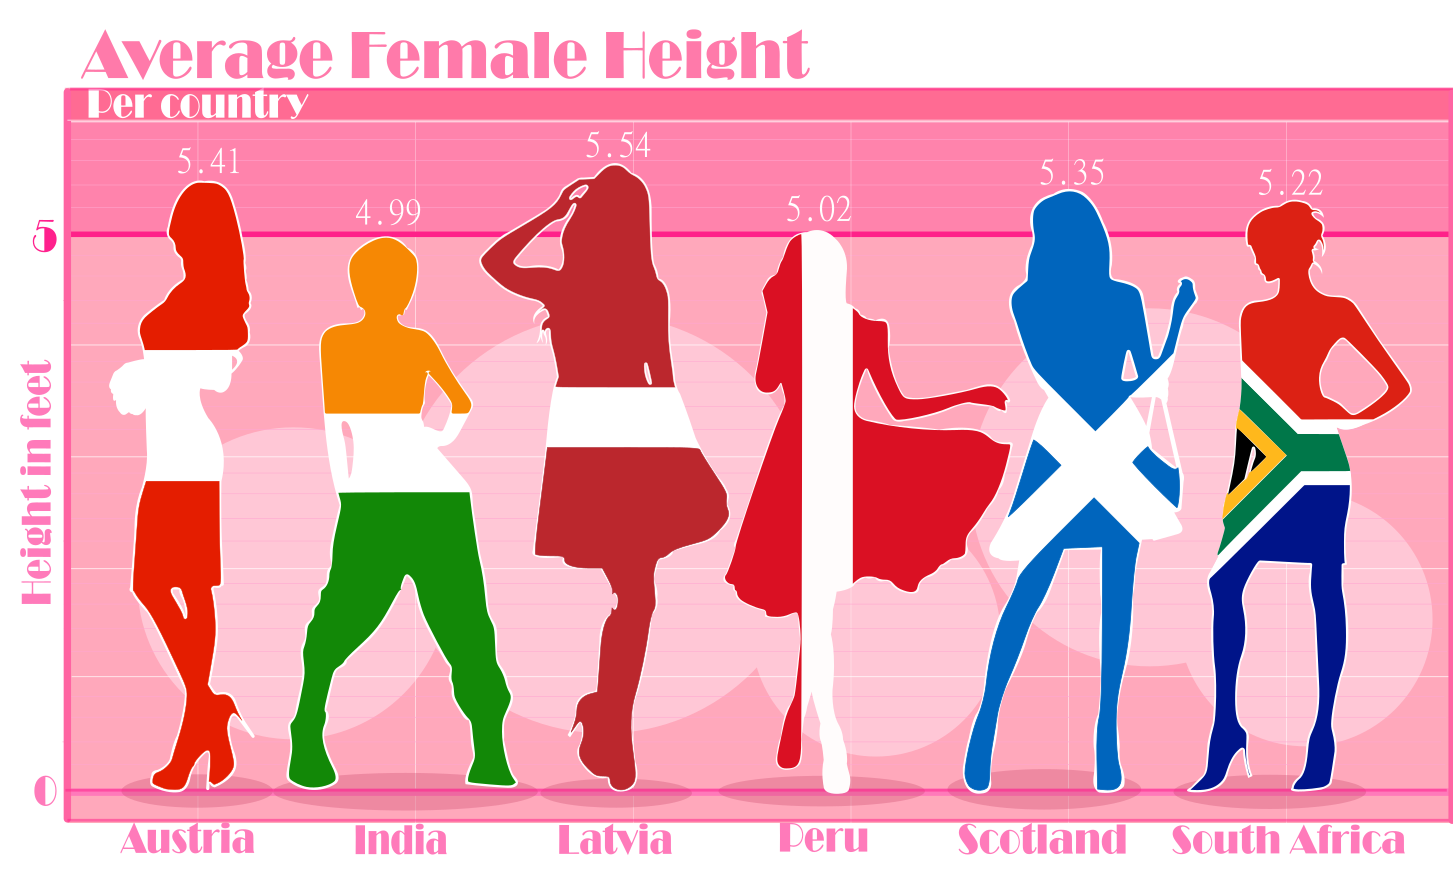 Average Female Height
Per country
5.41
4.99
5.54
5.02
5.35
5.22
5
0
Height in feet
Austria
India
Latvia
Peru
Scotland
South Africa